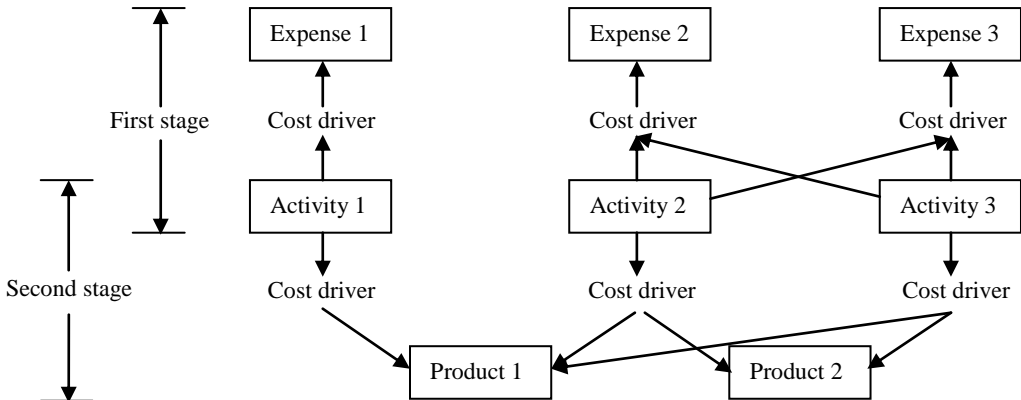 Expense 1 Expense 2 Expense 3
First stage Cost driver Cost driver Cost driver
Activity 1 Activity 2 Activity 3
Second stage Cost driver Cost driver Cost driver
Product 1 Product 2